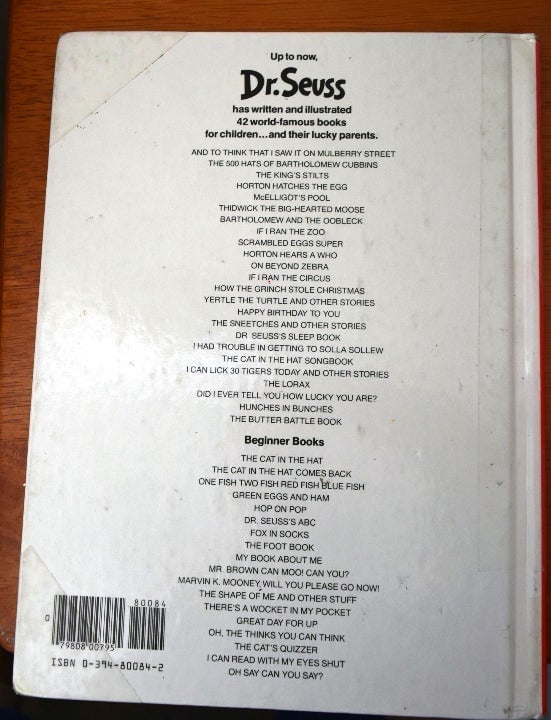 Up to now,
Dr. Seuss
has written and illustrated
42 world-famous books
for children...and their lucky parents.
AND TO THINK THAT I SAW IT ON MULBERRY STREET
THE 500 HATS OF BARTHOLOMEW CUBBINS
THE KING'S STILTS
HORTON HATCHES THE EGG
McELLIGOT'S POOL
THIDWICK THE BIG-HEARTED MOOSE
BARTHOLOMEW AND THE OOBLECK
IF I RAN THE ZOO
SCRAMBLED EGGS SUPER
HORTON HEARS A WHO
ON BEYOND ZEBRA
IF I RAN THE CIRCUS
HOW THE GRINCH STOLE CHRISTMAS
YERTLE THE TURTLE AND OTHER STORIES
HAPPY BIRTHDAY TO YOU
THE SNEETCHES AND OTHER STORIES
DR. SEUSS'S SLEEP BOOK
I HAD TROUBLE IN GETTING TO SOLLA SOLLEW
THE CAT IN THE HAT SONGBOOK
I CAN LICK 30 TIGERS TODAY AND OTHER STORIES
THE LORAX
DID I EVER TELL YOU HOW LUCKY YOU ARE?
HUNCHES IN BUNCHES
THE BUTTER BATTLE BOOK
Beginner Books
THE CAT IN THE HAT
THE CAT IN THE HAT COMES BACK
ONE FISH TWO FISH RED FISH BLUE FISH
GREEN EGGS AND HAM
HOP ON POP
DR. SEUSS'S ABC
FOX IN SOCKS
THE FOOT BOOK
MY BOOK ABOUT ME
MR. BROWN CAN MOO! CAN YOU?
MARVIN K. MOONEY, WILL YOU PLEASE GO NOW!
THE SHAPE OF ME AND OTHER STUFF
THERE'S A WOCKET IN MY POCKET
GREAT DAY FOR UP
OH, THE THINKS YOU CAN THINK
THE CAT'S QUIZZER
I CAN READ WITH MY EYES SHUT
OH SAY CAN YOU SAY?
80084
0 79808 00795
ISBN 0-394-80084-2